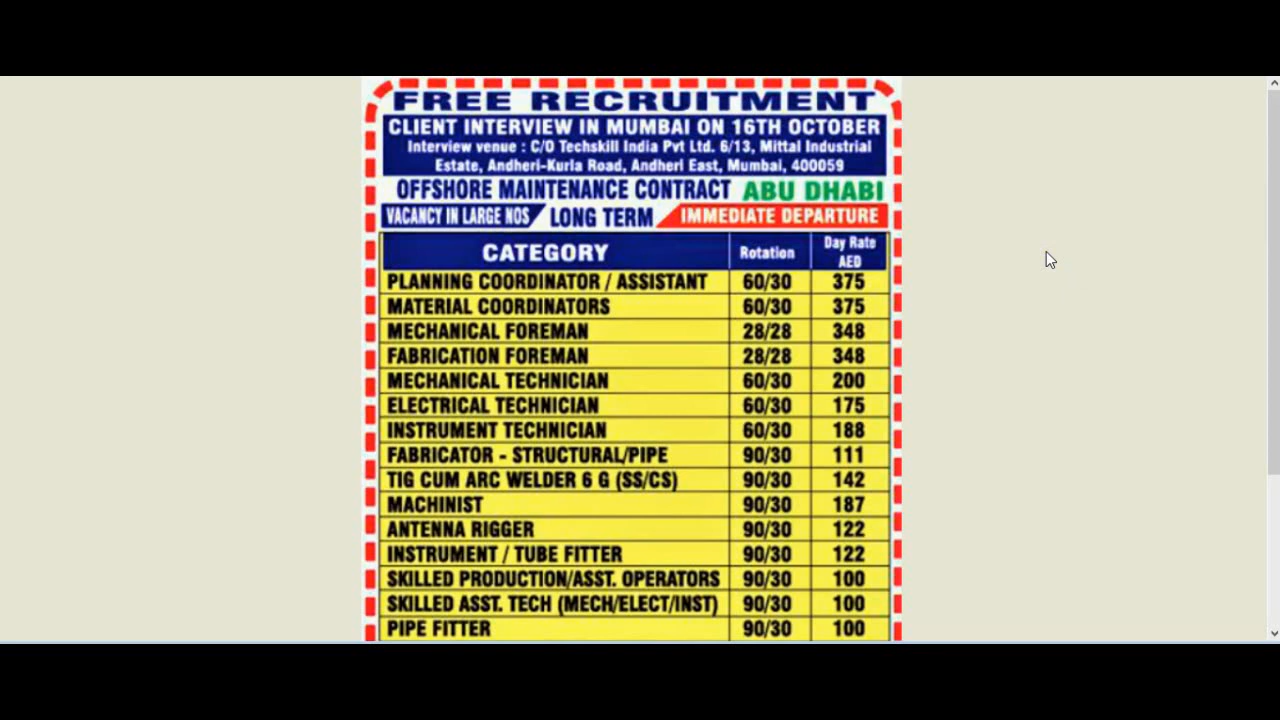 FREE RECRUITMENT
CLIENT INTERVIEW IN MUMBAI ON 16TH OCTOBER
Interview venue : C/O Techskill India Pvt Ltd. 6/13, Mittal Industrial
Estate, Andheri-Kurla Road, Andheri East, Mumbai, 400059
OFFSHORE MAINTENANCE CONTRACT ABU DHABI
VACANCY IN LARGE NOS LONG TERM IMMEDIATE DEPARTURE
CATEGORY Rotation Day Rate AED
PLANNING COORDINATOR / ASSISTANT 60/30 375
MATERIAL COORDINATORS 60/30 375
MECHANICAL FOREMAN 28/28 348
FABRICATION FOREMAN 28/28 348
MECHANICAL TECHNICIAN 60/30 200
ELECTRICAL TECHNICIAN 60/30 175
INSTRUMENT TECHNICIAN 60/30 188
FABRICATOR - STRUCTURAL/PIPE 90/30 111
TIG CUM ARC WELDER 6 G (SS/CS) 90/30 142
MACHINIST 90/30 187
ANTENNA RIGGER 90/30 122
INSTRUMENT / TUBE FITTER 90/30 122
SKILLED PRODUCTION/ASST. OPERATORS 90/30 100
SKILLED ASST. TECH (MECH/ELECT/INST) 90/30 100
PIPE FITTER 90/30 100